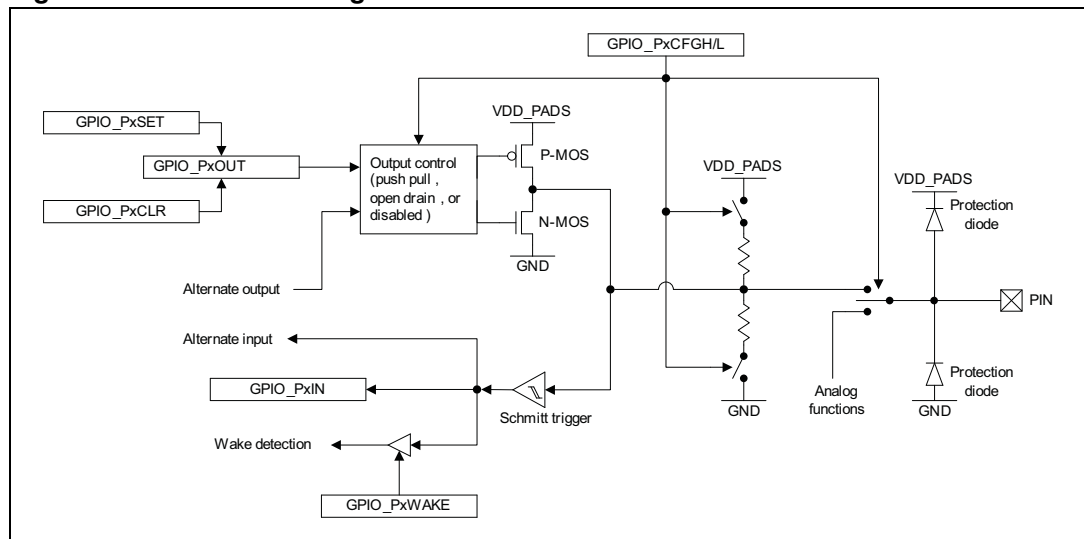 GPIO_PxCFGH/L
GPIO_PxSET
GPIO_PxOUT
GPIO_PxCLR
Output control
(push pull ,
open drain , or
disabled )
VDD_PADS
P-MOS
N-MOS
GND
VDD_PADS
GND
VDD_PADS
Protection
diode
PIN
Protection
diode
GND
Analog
functions
Alternate output
Alternate input
GPIO_PxIN
Schmitt trigger
Wake detection
GPIO_PxWAKE